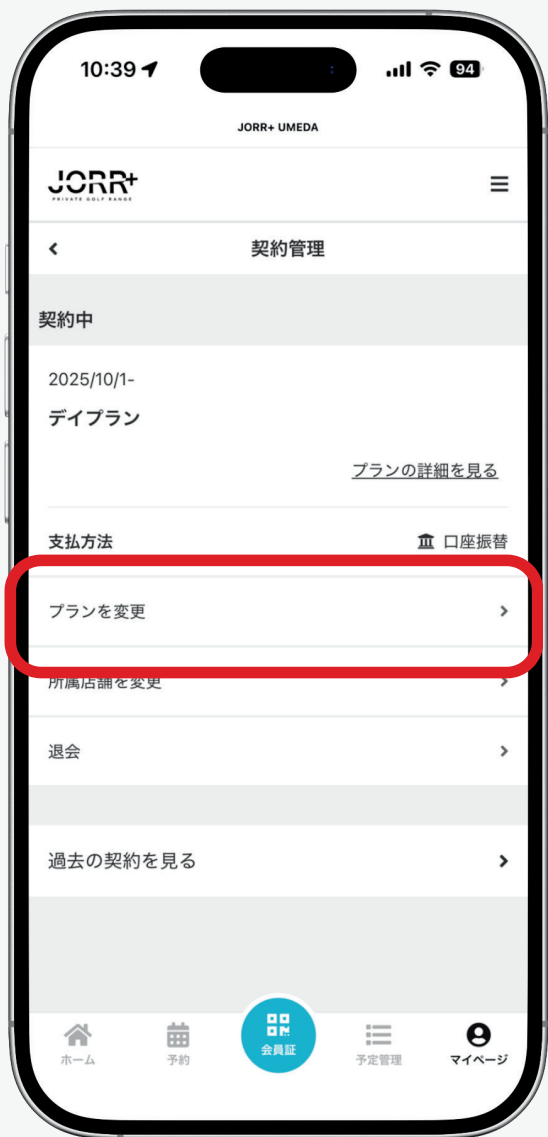 10:39
94
JORR+ UMEDA
JORR+
PRIVATE GOLF RANGE
契約管理
契約中
2025/10/1-
デイプラン
プランの詳細を見る
支払方法 口座振替
プランを変更
所属店舗を変更
退会
過去の契約を見る
ホーム
予約
会員証
予定管理
マイページ